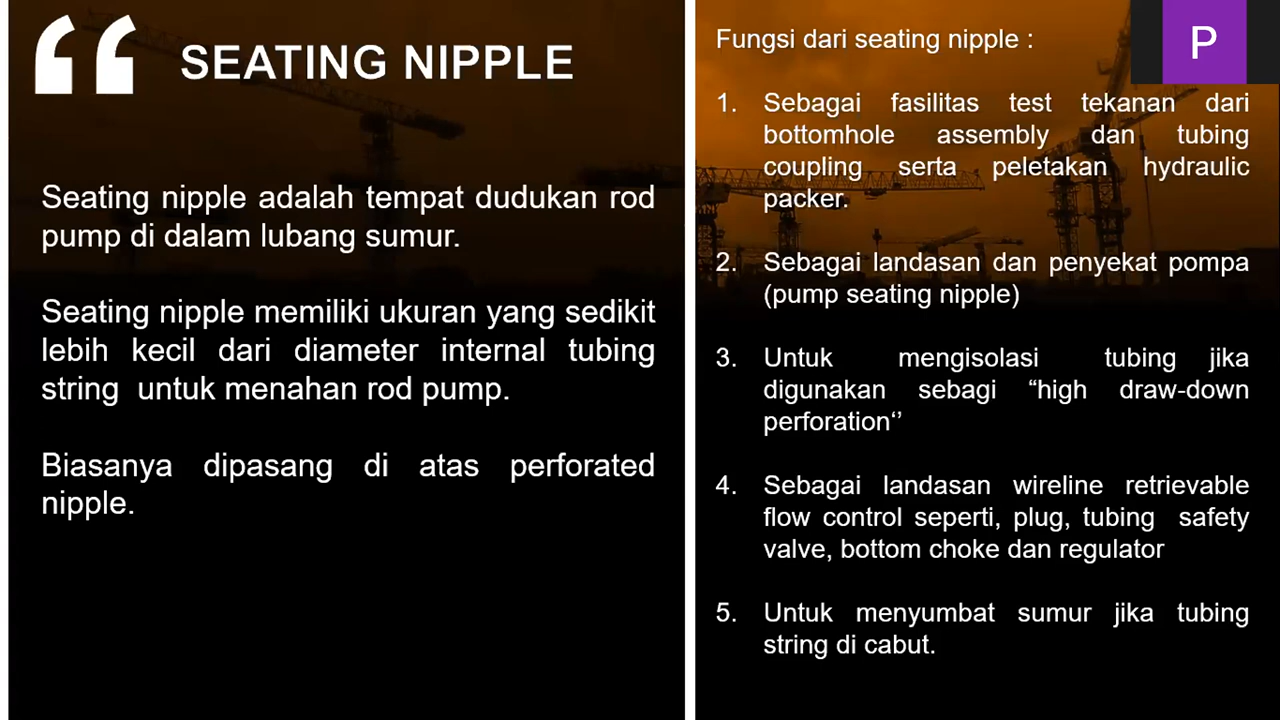 SEATING NIPPLE
Seating nipple adalah tempat dudukan rod
pump di dalam lubang sumur.
Seating nipple memiliki ukuran yang sedikit
lebih kecil dari diameter internal tubing
string untuk menahan rod pump.
Biasanya dipasang di atas perforated
nipple.
Fungsi dari seating nipple :
1. Sebagai fasilitas test tekanan dari
bottomhole assembly dan tubing
coupling serta peletakan hydraulic
packer.
2. Sebagai landasan dan penyekat pompa
(pump seating nipple)
3. Untuk mengisolasi tubing jika
digunakan sebagi “high draw-down
perforation‘’
4. Sebagai landasan wireline retrievable
flow control seperti, plug, tubing safety
valve, bottom choke dan regulator
5. Untuk menyumbat sumur jika tubing
string di cabut.
P